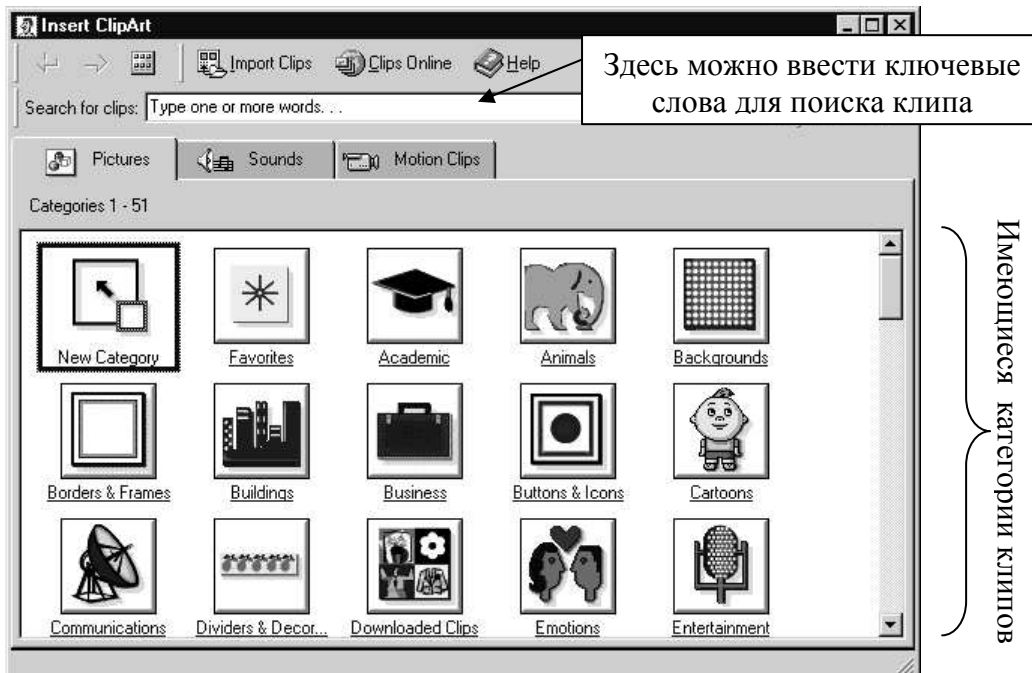 Insert ClipArt
Import Clips Clips Online Help
Здесь можно ввести ключевые
слова для поиска клипа
Search for clips: Type one or more words. . .
Pictures Sounds Motion Clips
Categories 1 - 51
New Category Favorites Academic Animals Backgrounds
Borders & Frames Buildings Business Buttons & Icons Cartoons
Communications Dividers & Decor... Downloaded Clips Emotions Entertainment
Имеющиеся категории клипов